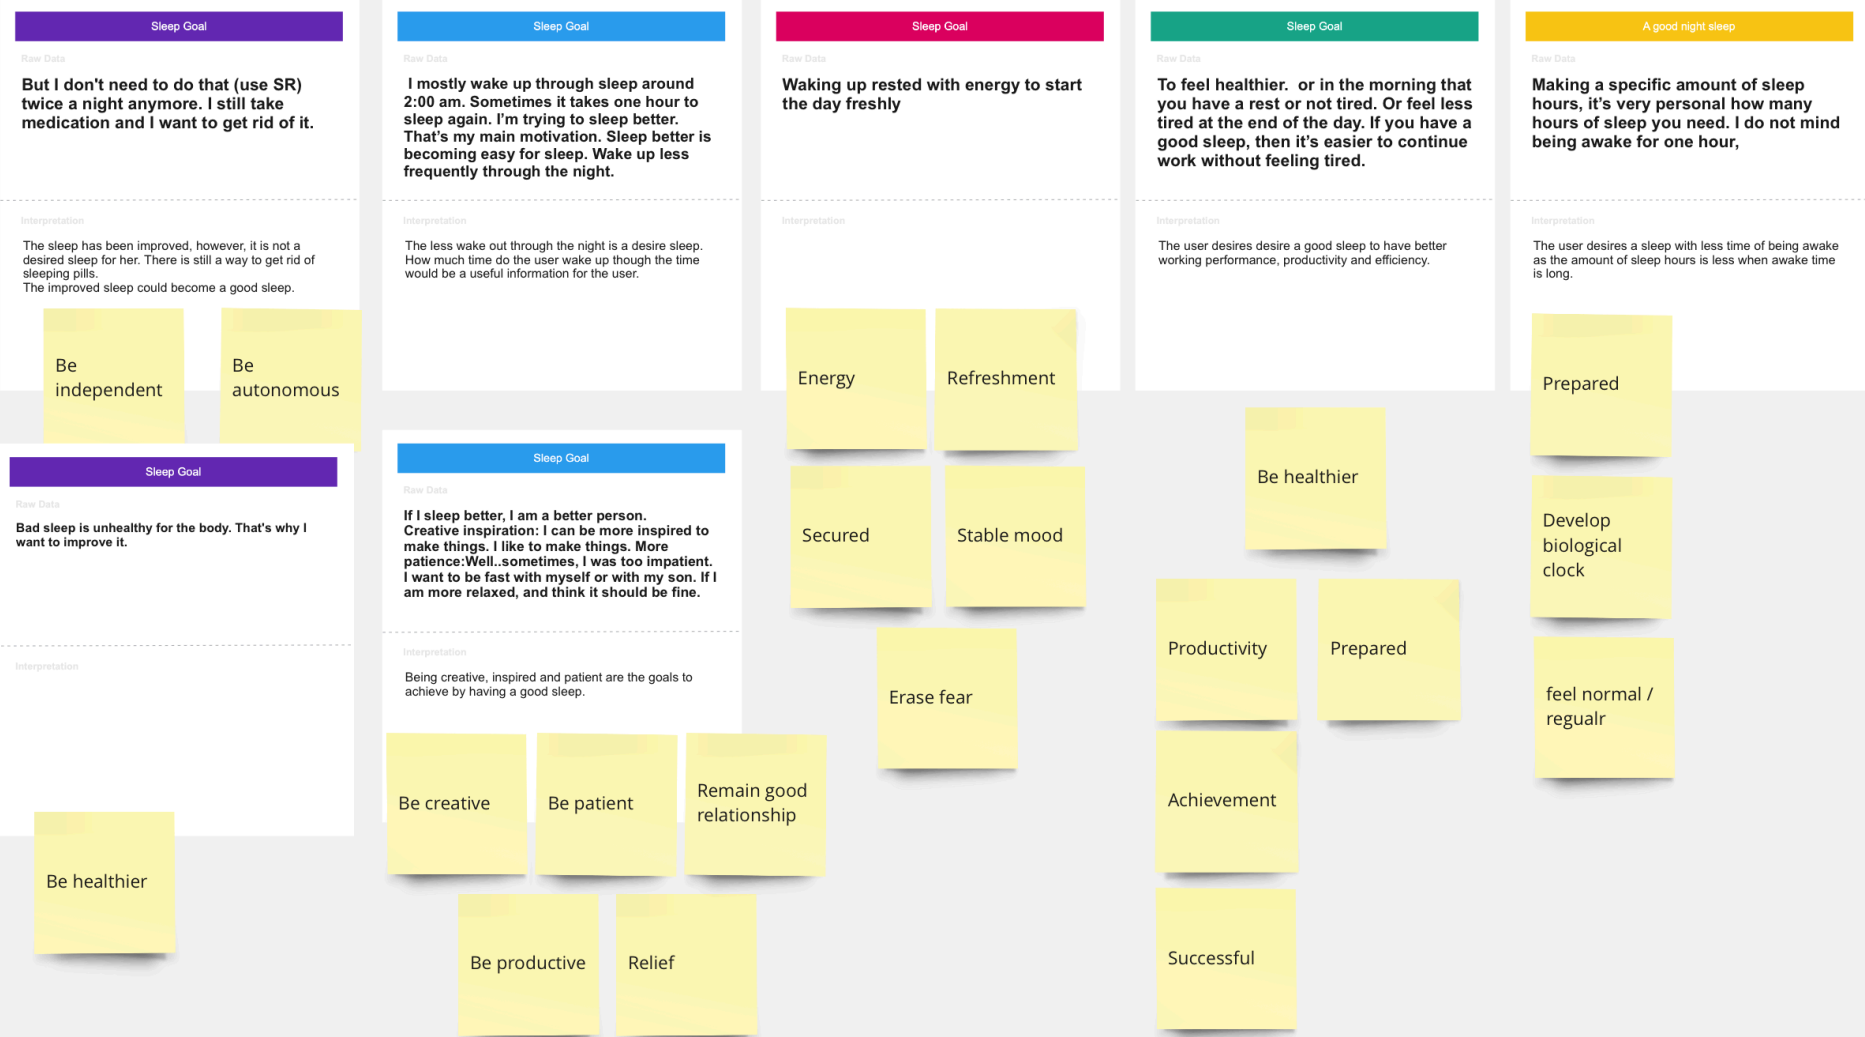 Sleep Goal
Raw Data
But I don't need to do that (use SR)
twice a night anymore. I still take
medication and I want to get rid of it.
Interpretation
The sleep has been improved, however, it is not a
desired sleep for her. There is still a way to get rid of
sleeping pills.
The improved sleep could become a good sleep.
Be
independent
Be
autonomous
Sleep Goal
Raw Data
Bad sleep is unhealthy for the body. That's why I
want to improve it.
Interpretation
Be healthier
Sleep Goal
Raw Data
I mostly wake up through sleep around
2:00 am. Sometimes it takes one hour to
sleep again. I'm trying to sleep better.
That's my main motivation. Sleep better is
becoming easy for sleep. Wake up less
frequently through the night.
Interpretation
The less wake out through the night is a desire sleep.
How much time do the user wake up though the time
would be a useful information for the user.
Sleep Goal
Raw Data
If I sleep better, I am a better person.
Creative inspiration: I can be more inspired to
make things. I like to make things. More
patience:Well..sometimes, I was too impatient.
I want to be fast with myself or with my son. If I
am more relaxed, and think it should be fine.
Interpretation
Being creative, inspired and patient are the goals to
achieve by having a good sleep.
Be creative
Be patient
Remain good
relationship
Be productive
Relief
Sleep Goal
Raw Data
Waking up rested with energy to start
the day freshly
Interpretation
Energy
Refreshment
Secured
Stable mood
Erase fear
Sleep Goal
Raw Data
To feel healthier.  or in the morning that
you have a rest or not tired. Or feel less
tired at the end of the day. If you have a
good sleep, then it's easier to continue
work without feeling tired.
Interpretation
The user desires desire a good sleep to have better
working performance, productivity and efficiency.
Be healthier
Productivity
Prepared
Achievement
Successful
A good night sleep
Raw Data
Making a specific amount of sleep
hours, it's very personal how many
hours of sleep you need. I do not mind
being awake for one hour,
Interpretation
The user desires a sleep with less time of being awake
as the amount of sleep hours is less when awake time
is long.
Prepared
Develop
biological
clock
feel normal /
regualr